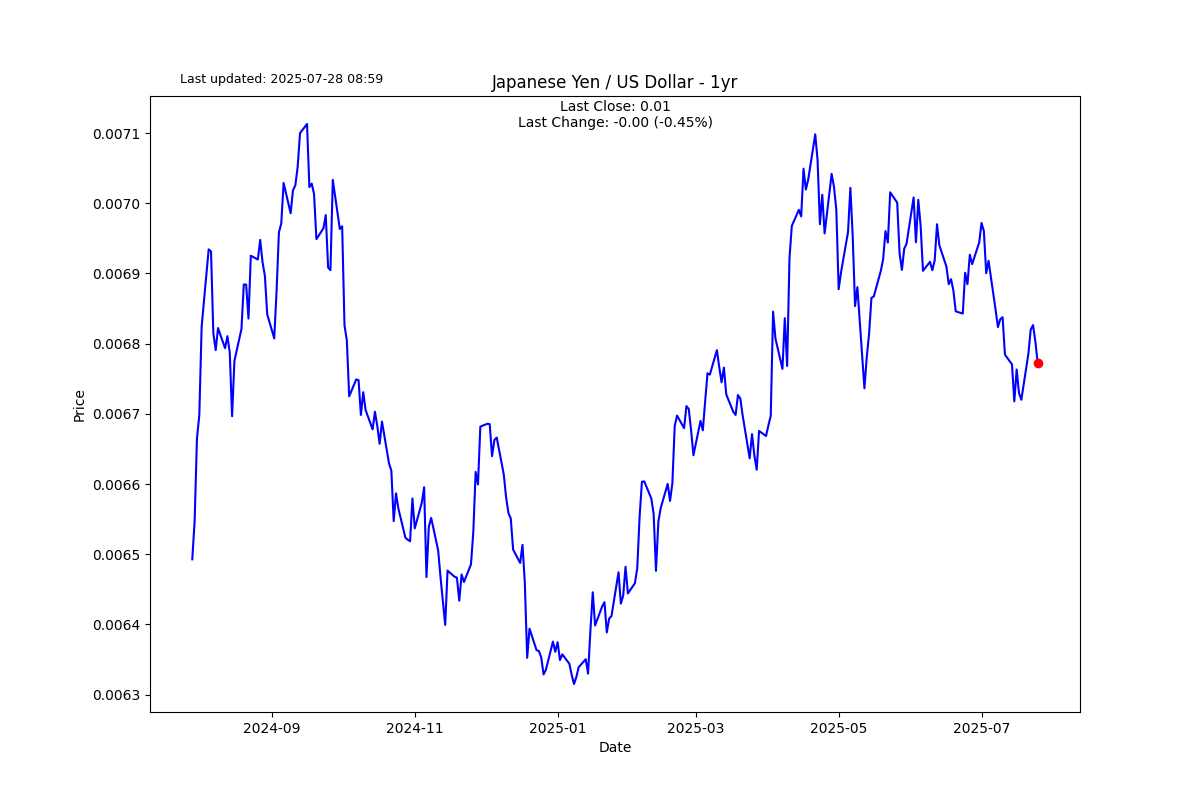 Last updated: 2025-07-28 08:59
Japanese Yen / US Dollar - 1yr
Last Close: 0.01
Last Change: -0.00 (-0.45%)
0.0071
0.0070
0.0069
0.0068
0.0067
0.0066
0.0065
0.0064
0.0063
Price
2024-09 2024-11 2025-01 2025-03 2025-05 2025-07
Date